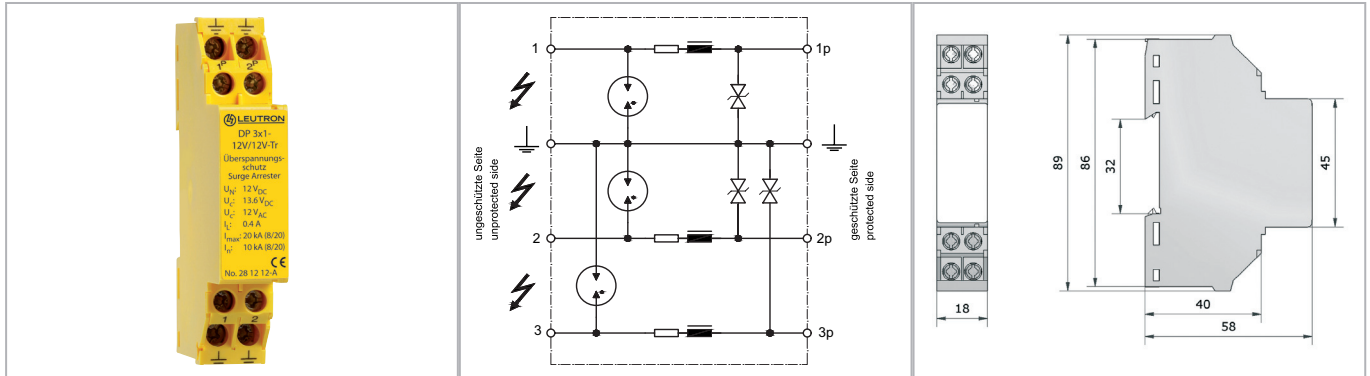 1P 2P
LEUTRON
DP 3x1-
12V/12V-Tr
Überspannungs-
schutz
Surge Arrester
UN: 12 VDC
UC: 13.6 VDC
UC: 12 VAC
IL: 0.4 A
Imax: 20 kA (8/20)
In: 10 kA (8/20)
CE
No. 28 12 12-A
1 2
1
1p
ungeschützte Seite
unprotected side
geschützte Seite
protected side
2
2p
3
3p
18
89
86
32
45
40
58